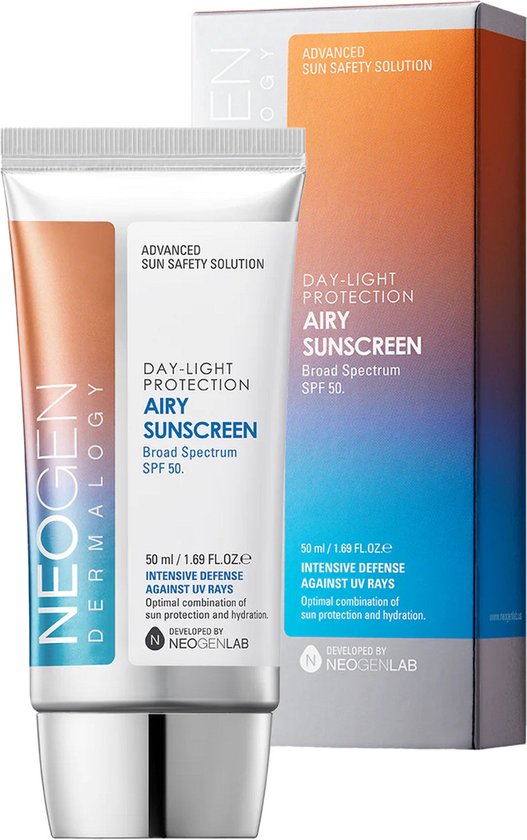 NEOGEN
DERMALOGY
ADVANCED
SUN SAFETY SOLUTION
DAY-LIGHT
PROTECTION
AIRY
SUNSCREEN
Broad Spectrum
SPF 50.
50 ml / 1.69 FL.OZ.℮
INTENSIVE DEFENSE
AGAINST UV RAYS
Optimal combination of
sun protection and hydration.
N
DEVELOPED BY
NEOGENLAB
GEN
ADVANCED
SUN SAFETY SOLUTION
DAY-LIGHT
PROTECTION
AIRY
SUNSCREEN
Broad Spectrum
SPF 50.
50 ml / 1.69 FL.OZ.℮
INTENSIVE DEFENSE
AGAINST UV RAYS
Optimal combination of
sun protection and hydration.
N
DEVELOPED BY
NEOGENLAB